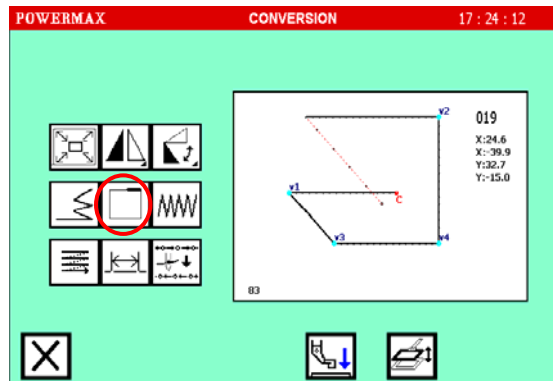 POWERMAX CONVERSION 17 : 24 : 12
v2
019
X:24.6
X:-39.9
Y:32.7
Y:-15.0
v1
C
v3
v4
83